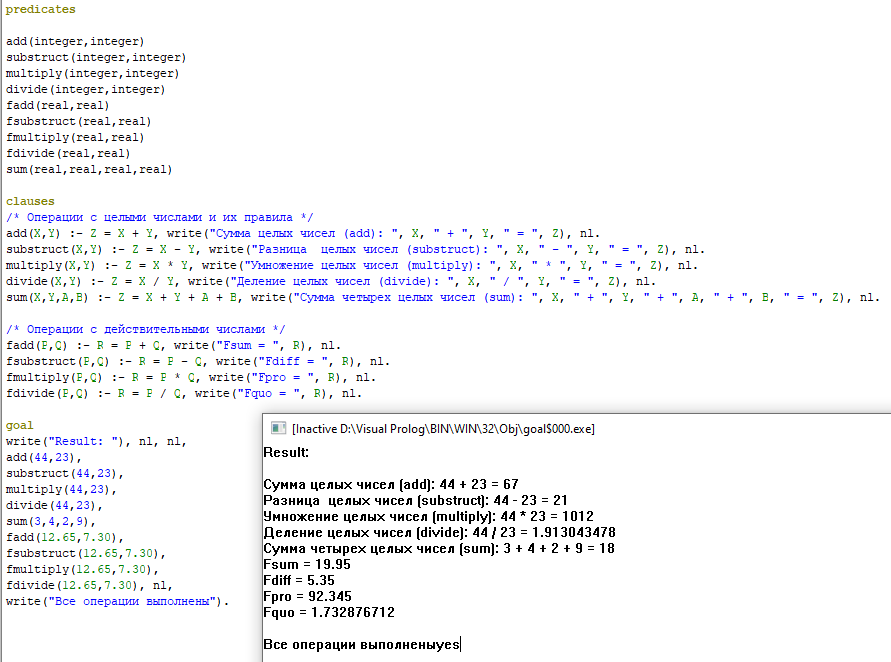 predicates
add(integer,integer)
substruct(integer,integer)
multiply(integer,integer)
divide(integer,integer)
fadd(real,real)
fsubstruct(real,real)
fmultiply(real,real)
fdivide(real,real)
sum(real,real,real,real)
clauses
/* Операции с целыми числами и их правила */
add(X,Y) :- Z = X + Y, write("Сумма целых чисел (add): ", X, " + ", Y, " = ", Z), nl.
substruct(X,Y) :- Z = X - Y, write("Разница  целых чисел (substruct): ", X, " - ", Y, " = ", Z), nl.
multiply(X,Y) :- Z = X * Y, write("Умножение целых чисел (multiply): ", X, " * ", Y, " = ", Z), nl.
divide(X,Y) :- Z = X / Y, write("Деление целых чисел (divide): ", X, " / ", Y, " = ", Z), nl.
sum(X,Y,A,B) :- Z = X + Y + A + B, write("Сумма четырех целых чисел (sum): ", X, " + ", Y, " + ", A, " + ", B, " = ", Z), nl.
/* Операции с действительными числами */
fadd(P,Q) :- R = P + Q, write("Fsum = ", R), nl.
fsubstruct(P,Q) :- R = P - Q, write("Fdiff = ", R), nl.
fmultiply(P,Q) :- R = P * Q, write("Fpro = ", R), nl.
fdivide(P,Q) :- R = P / Q, write("Fquo = ", R), nl.
goal
write("Result: "), nl, nl,
add(44,23),
substruct(44,23),
multiply(44,23),
divide(44,23),
sum(3,4,2,9),
fadd(12.65,7.30),
fsubstruct(12.65,7.30),
fmultiply(12.65,7.30),
fdivide(12.65,7.30), nl,
write("Все операции выполнены").
[Inactive D:\Visual Prolog\BIN\WIN\32\Obj\goal$000.exe]
Result:
Сумма целых чисел (add): 44 + 23 = 67
Разница  целых чисел (substruct): 44 - 23 = 21
Умножение целых чисел (multiply): 44 * 23 = 1012
Деление целых чисел (divide): 44 / 23 = 1.913043478
Сумма четырех целых чисел (sum): 3 + 4 + 2 + 9 = 18
Fsum = 19.95
Fdiff = 5.35
Fpro = 92.345
Fquo = 1.732876712
Все операции выполненыyes